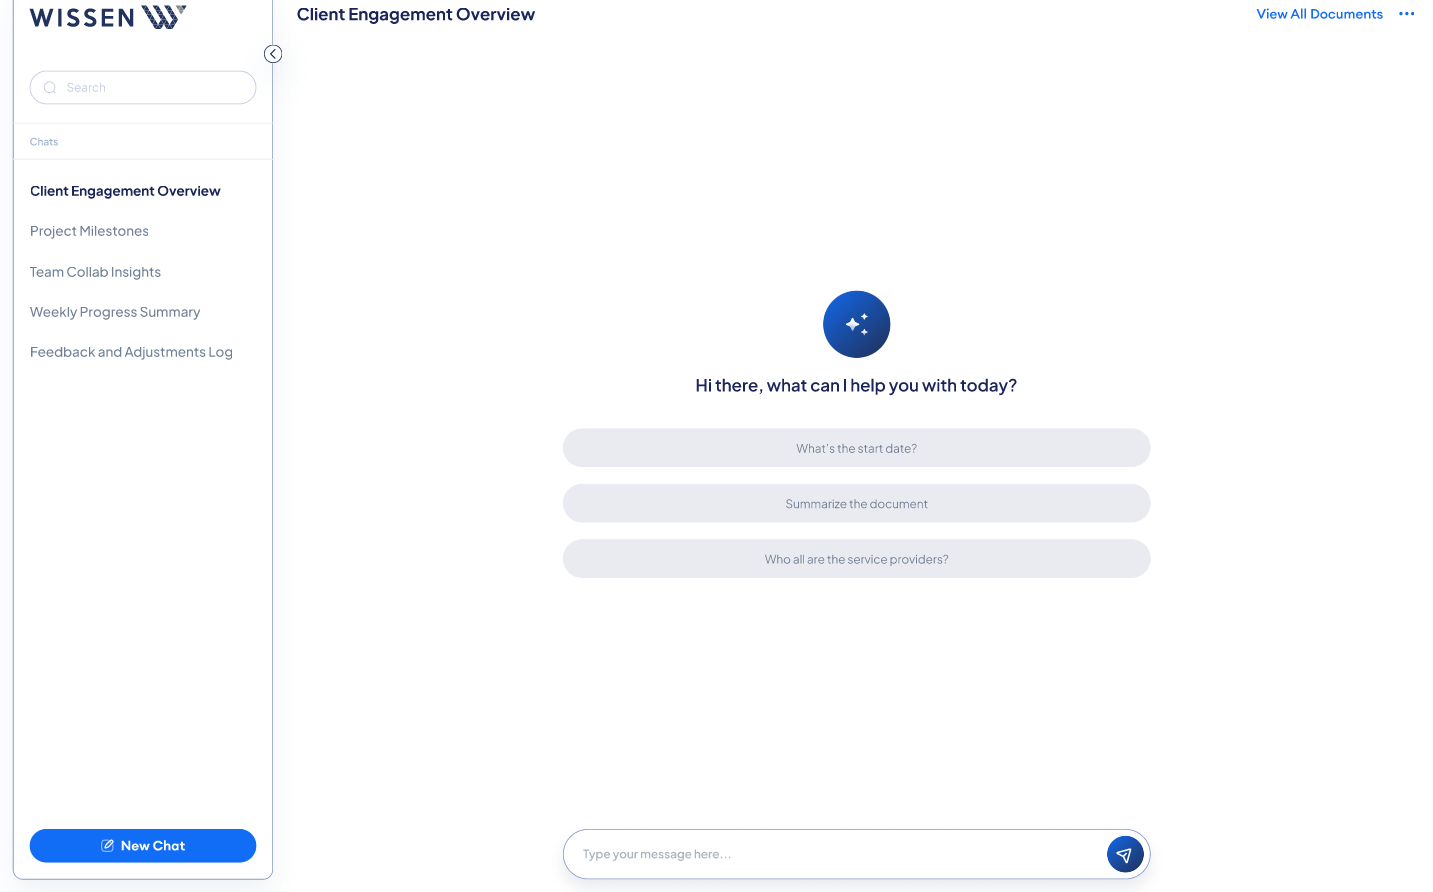 WISSEN
Search
Chats
Client Engagement Overview
Project Milestones
Team Collab Insights
Weekly Progress Summary
Feedback and Adjustments Log
New Chat
Client Engagement Overview
View All Documents
Hi there, what can I help you with today?
What's the start date?
Summarize the document
Who all are the service providers?
Type your message here...